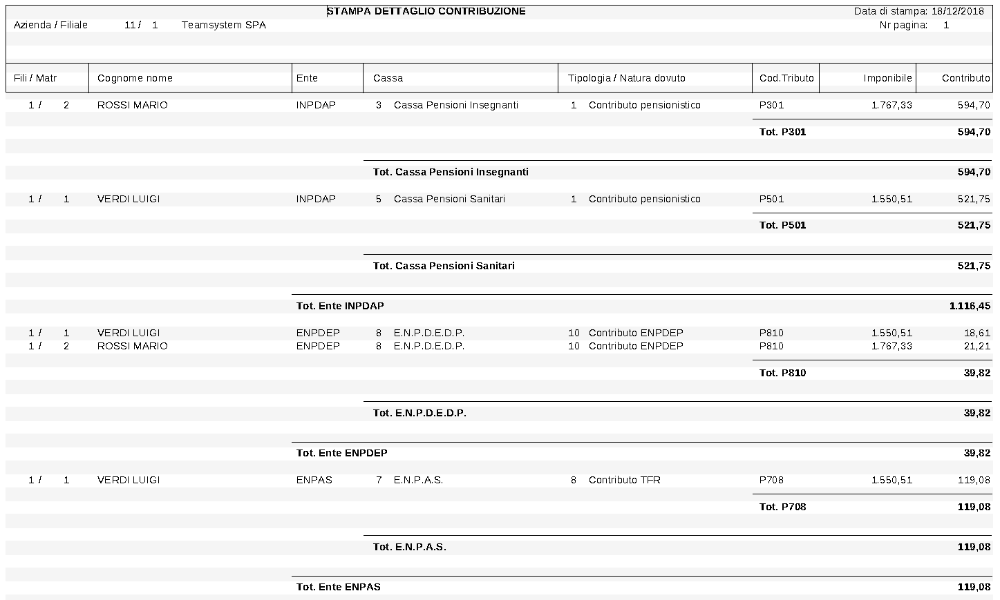 STAMPA DETTAGLIO CONTRIBUZIONE Data di stampa: 18/12/2018
Azienda / Filiale 11 / 1 Teamsystem SPA Nr pagina: 1
Fili / Matr Cognome nome Ente Cassa Tipologia / Natura dovuto Cod.Tributo Imponibile Contributo
1 / 2 ROSSI MARIO INPDAP 3 Cassa Pensioni Insegnanti 1 Contributo pensionistico P301 1.767,33 594,70
Tot. P301 594,70
Tot. Cassa Pensioni Insegnanti 594,70
1 / 1 VERDI LUIGI INPDAP 5 Cassa Pensioni Sanitari 1 Contributo pensionistico P501 1.550,51 521,75
Tot. P501 521,75
Tot. Cassa Pensioni Sanitari 521,75
Tot. Ente INPDAP 1.116,45
1 / 1 VERDI LUIGI ENPDEP 8 E.N.P.D.E.D.P. 10 Contributo ENPDEP P810 1.550,51 18,61
1 / 2 ROSSI MARIO ENPDEP 8 E.N.P.D.E.D.P. 10 Contributo ENPDEP P810 1.767,33 21,21
Tot. P810 39,82
Tot. E.N.P.D.E.D.P. 39,82
Tot. Ente ENPDEP 39,82
1 / 1 VERDI LUIGI ENPAS 7 E.N.P.A.S. 8 Contributo TFR P708 1.550,51 119,08
Tot. P708 119,08
Tot. E.N.P.A.S. 119,08
Tot. Ente ENPAS 119,08